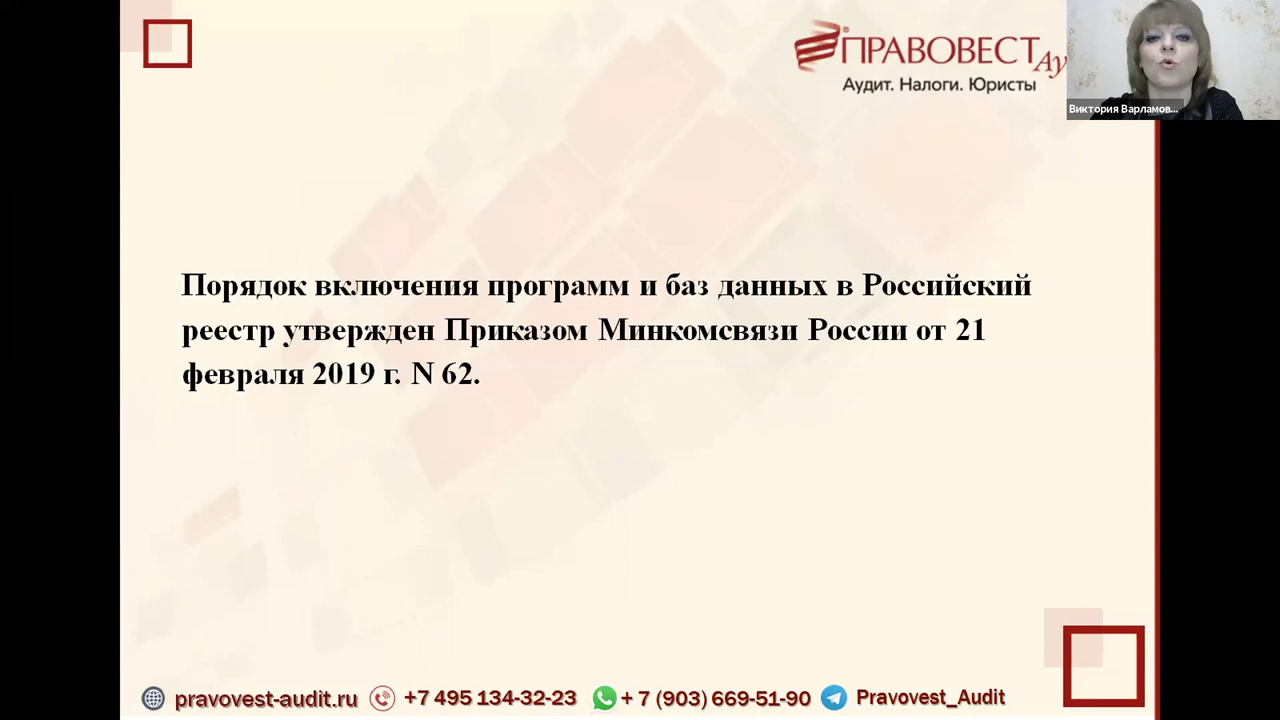 ПРАВОВЕСТ Ау
Аудит. Налоги. Юристы
Виктория Варламов...
Порядок включения программ и баз данных в Российский
реестр утвержден Приказом Минкомсвязи России от 21
февраля 2019 г. N 62.
pravovest-audit.ru +7 495 134-32-23 + 7 (903) 669-51-90 Pravovest_Audit